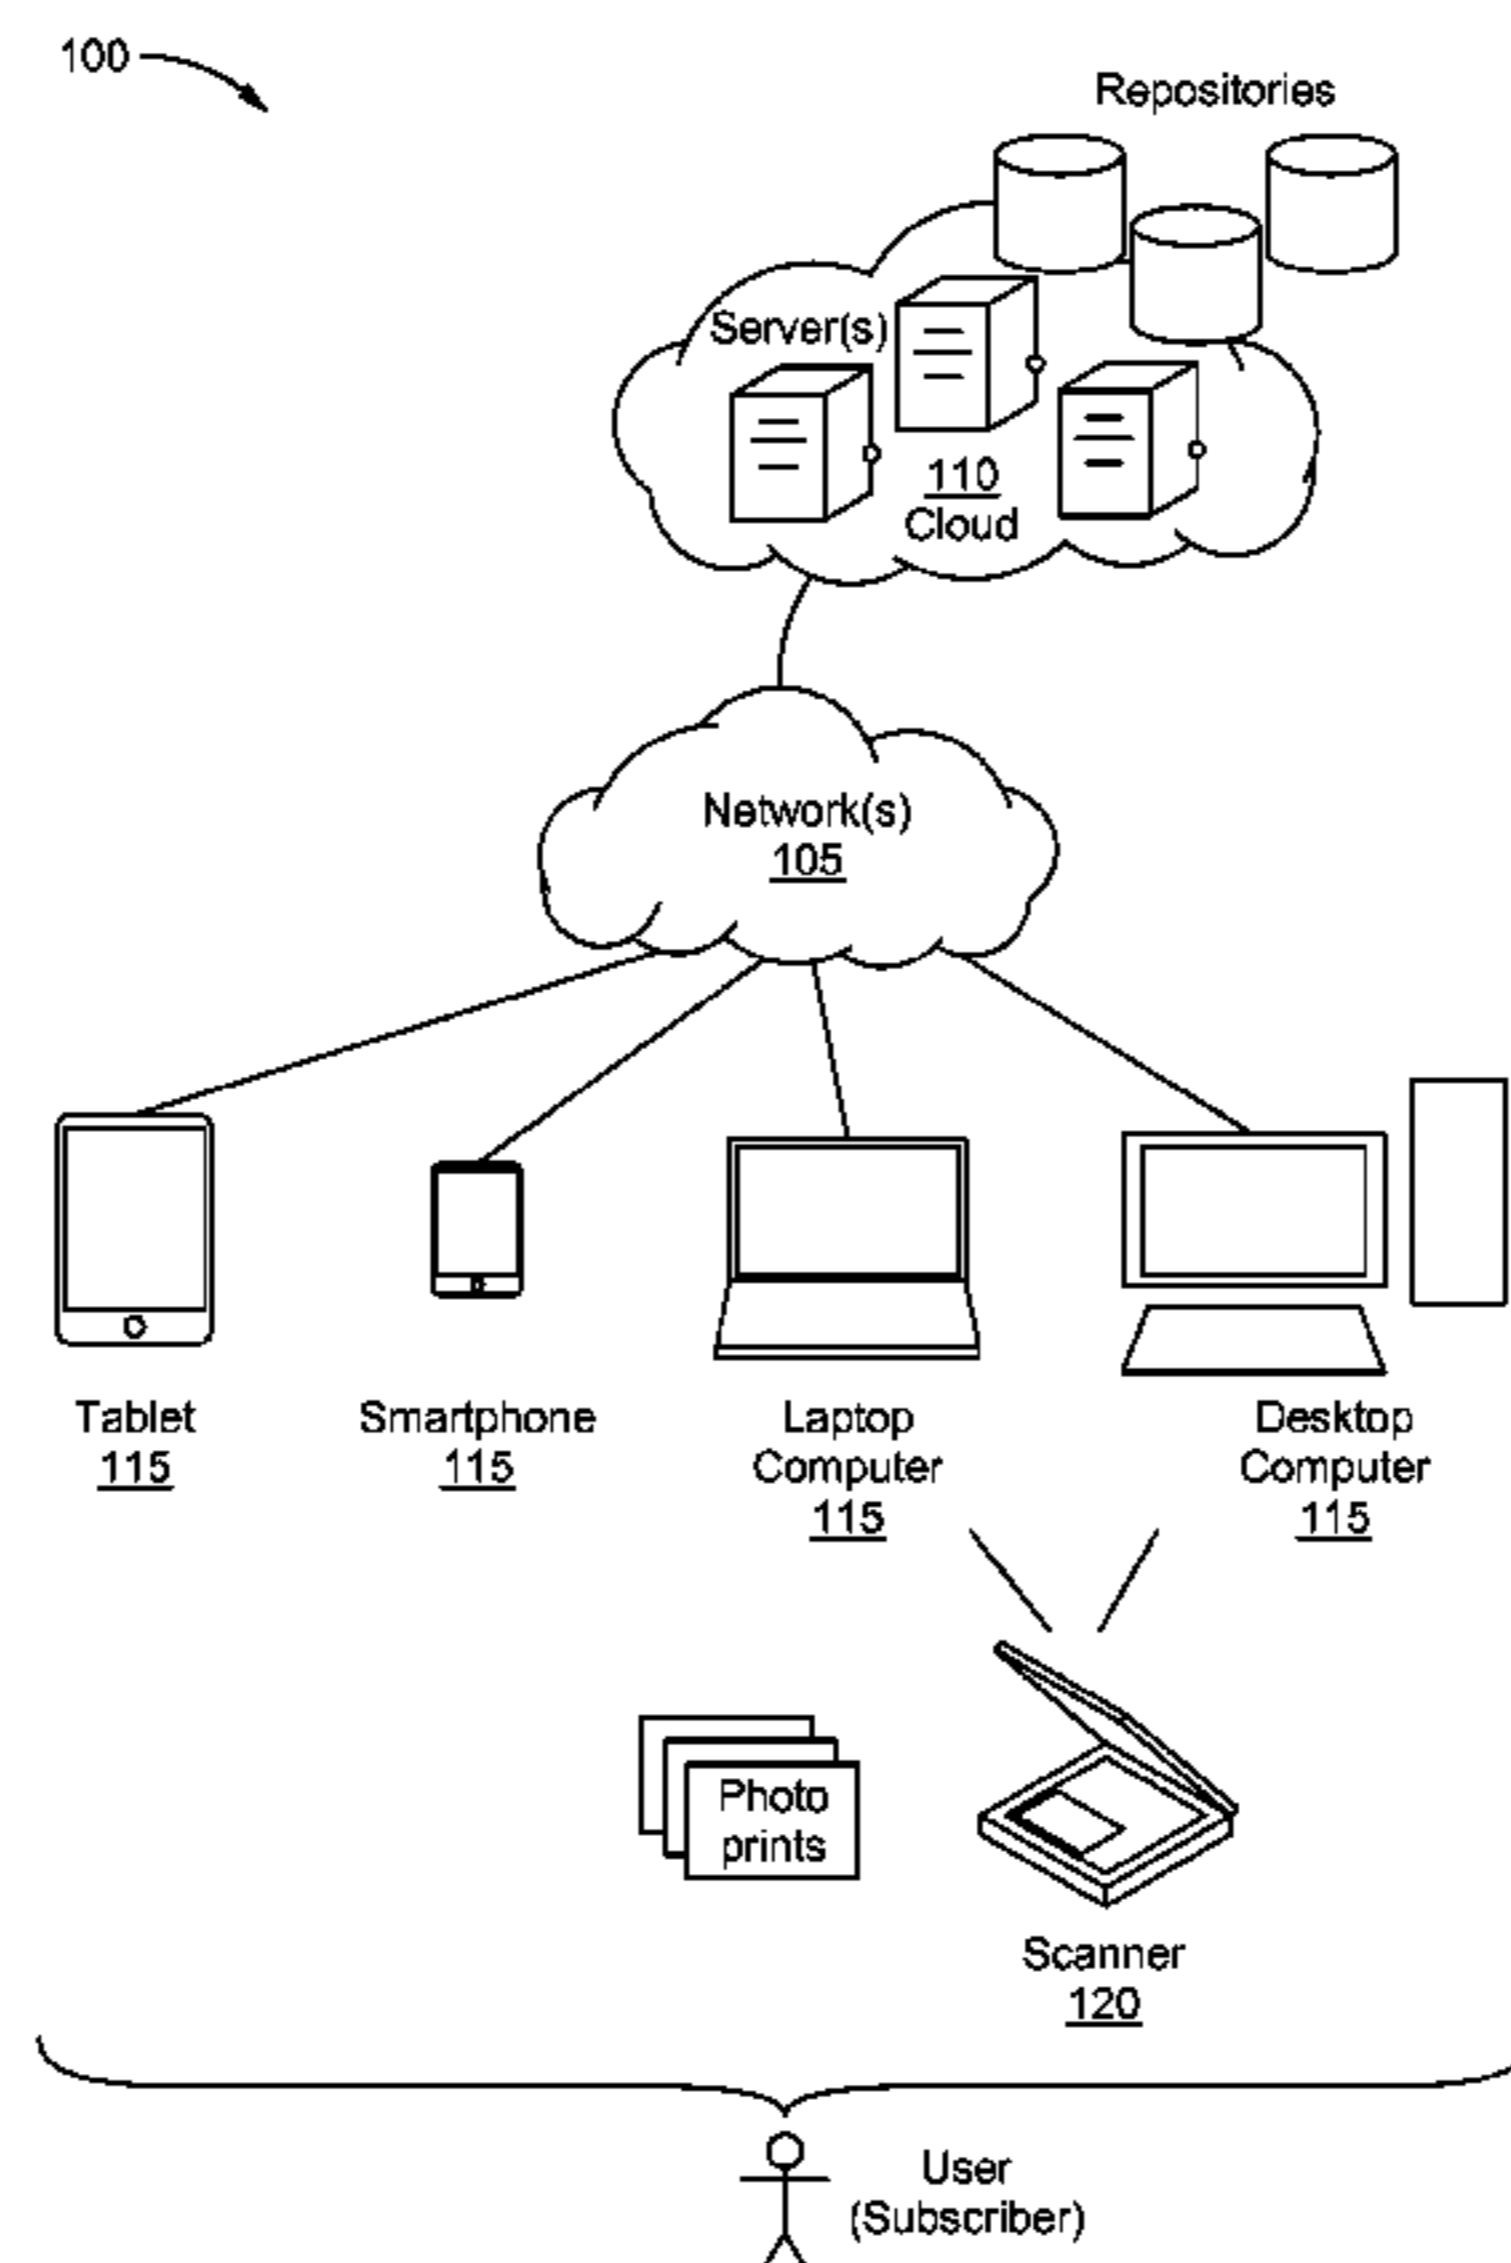 100
Repositories
Server(s)
110
Cloud
Network(s)
105
Tablet
115
Smartphone
115
Laptop
Computer
115
Desktop
Computer
115
Photo
prints
Scanner
120
User
(Subscriber)